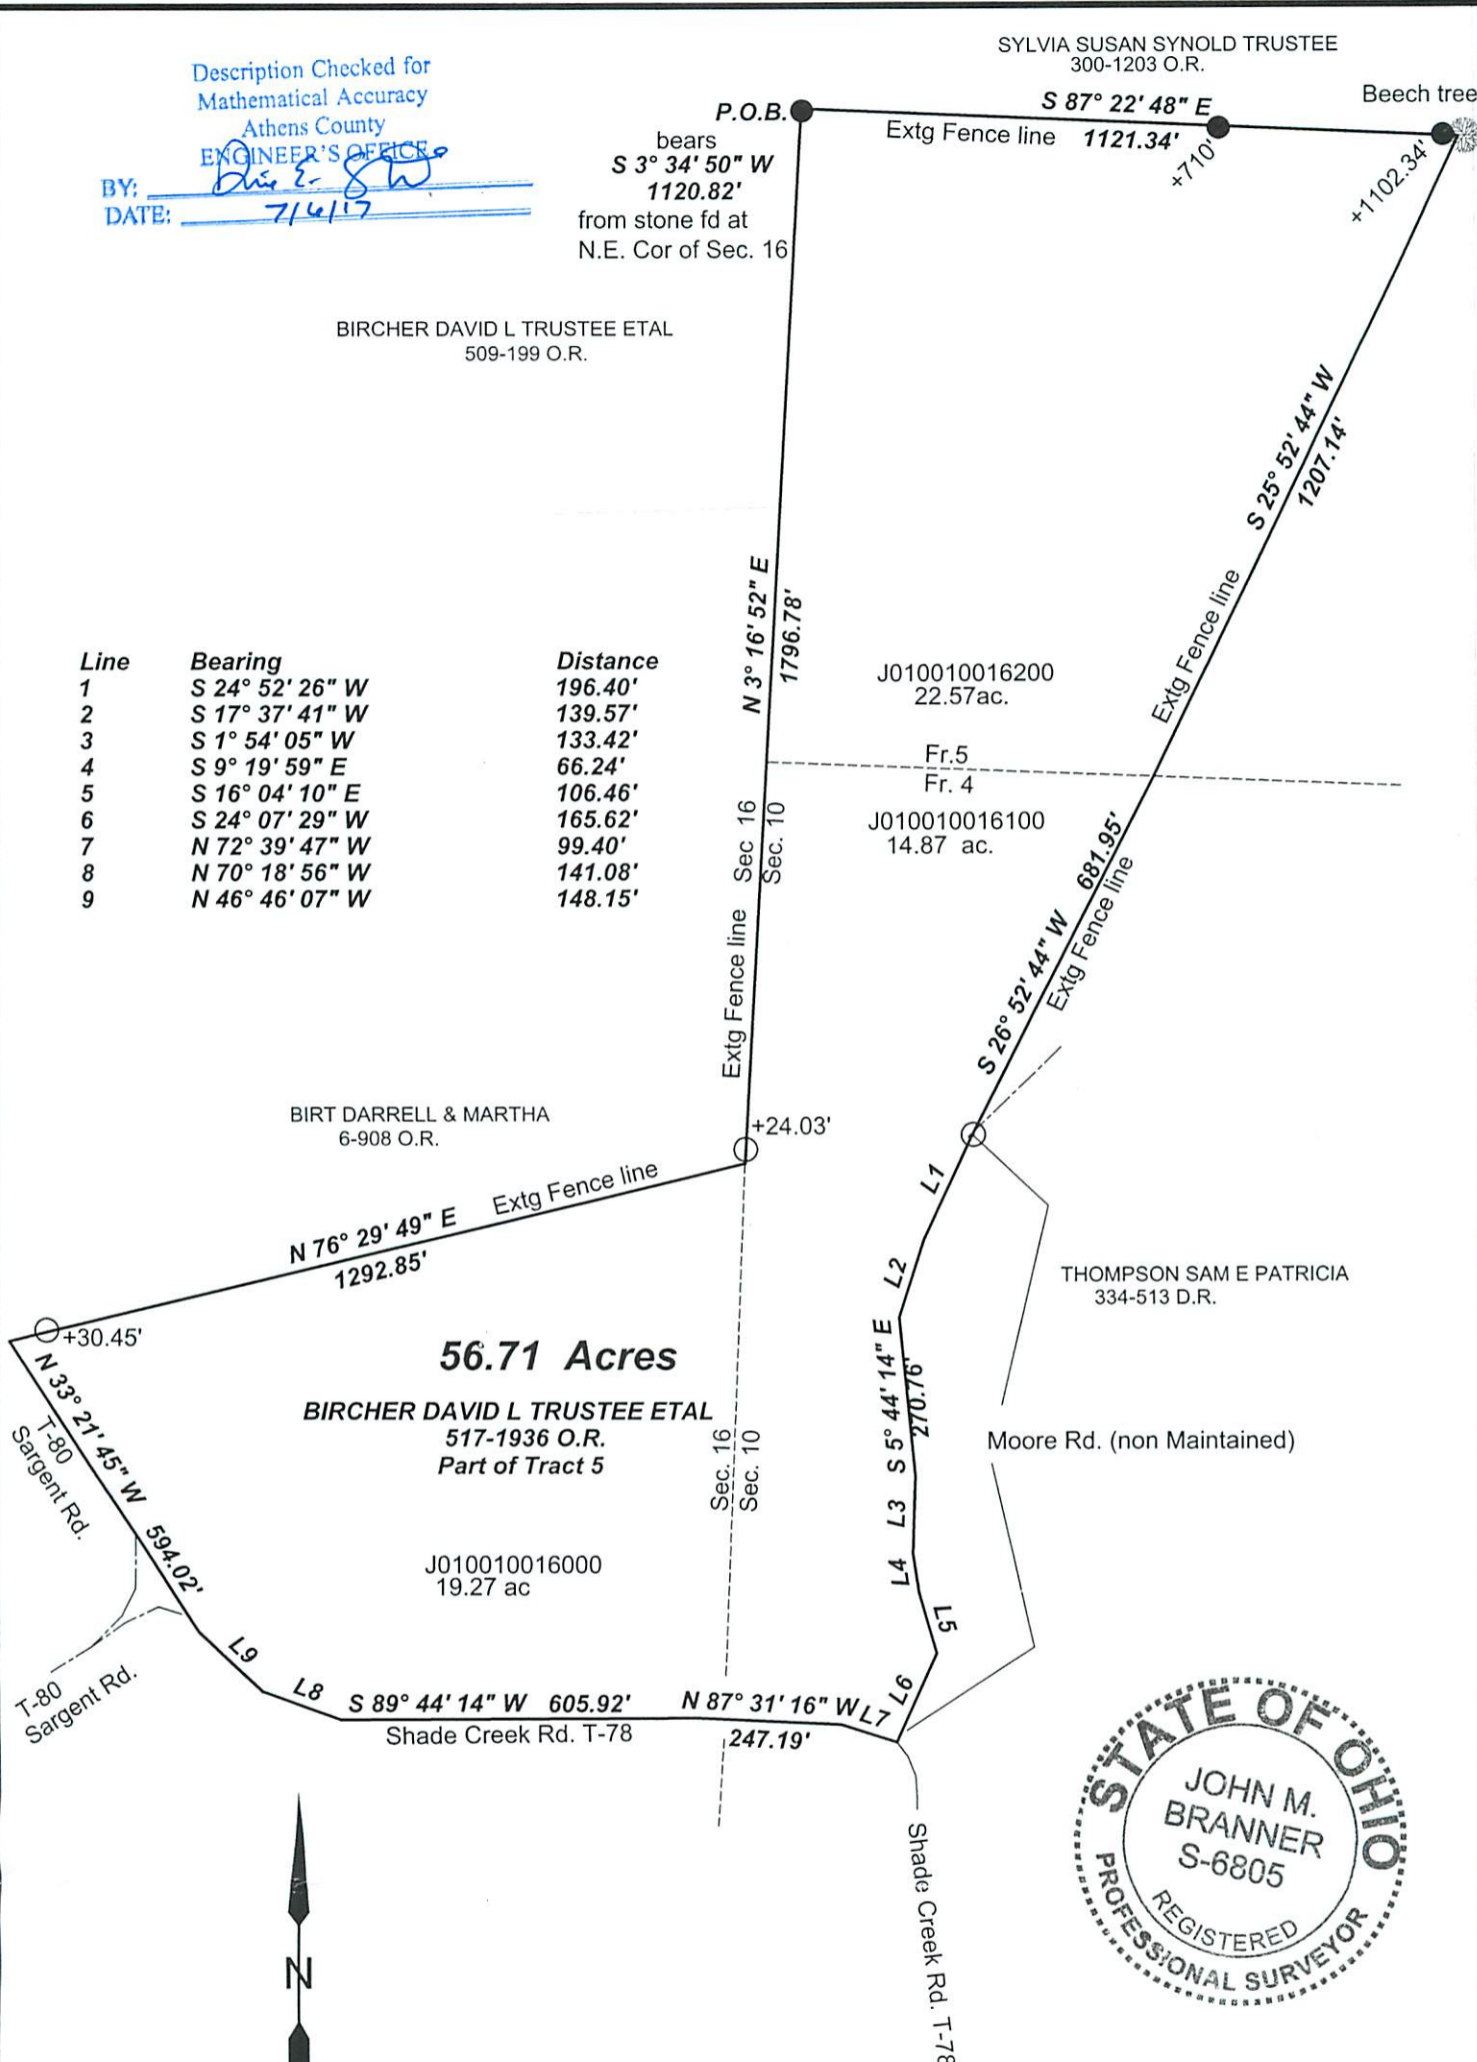 SYLVIA SUSAN SYNOLD TRUSTEE
300-1203 O.R.
Description Checked for
Mathematical Accuracy
Athens County
ENGINEER'S OFFICE
BY:
DATE: 7/6/17
P.O.B.
bears
S 3° 34' 50" W
1120.82'
from stone fd at
N.E. Cor of Sec. 16
S 87° 22' 48" E
Extg Fence line 1121.34'
Beech tree
+710'
+1102.34'
BIRCHER DAVID L TRUSTEE ETAL
509-199 O.R.
S 25° 52' 44" W
1207.14'
Extg Fence line
N 3° 16' 52" E
1796.78'
Line Bearing Distance
1 S 24° 52' 26" W 196.40'
2 S 17° 37' 41" W 139.57'
3 S 1° 54' 05" W 133.42'
4 S 9° 19' 59" E 66.24'
5 S 16° 04' 10" E 106.46'
6 S 24° 07' 29" W 165.62'
7 N 72° 39' 47" W 99.40'
8 N 70° 18' 56" W 141.08'
9 N 46° 46' 07" W 148.15'
J010010016200
22.57ac.
Fr.5
Fr. 4
J010010016100
14.87 ac.
Sec 16
Sec. 10
Extg Fence line
S 26° 52' 44" W 681.95'
Extg Fence line
BIRT DARRELL & MARTHA
6-908 O.R.
+24.03'
N 76° 29' 49" E Extg Fence line
1292.85'
+30.45'
L1
L2
THOMPSON SAM E PATRICIA
334-513 D.R.
56.71 Acres
BIRCHER DAVID L TRUSTEE ETAL
517-1936 O.R.
Part of Tract 5
N 33° 21' 45" W 594.02'
T-80
Sargent Rd.
S 5° 44' 14" E
270.76'
Moore Rd. (non Maintained)
Sec. 16
Sec. 10
L3
L4
L5
J010010016000
19.27 ac
T-80
Sargent Rd.
L9
L8
S 89° 44' 14" W 605.92'
N 87° 31' 16" W
L7
L6
Shade Creek Rd. T-78
247.19'
Shade Creek Rd. T-78
N
STATE OF OHIO
JOHN M.
BRANNER
S-6805
REGISTERED
PROFESSIONAL SURVEYOR